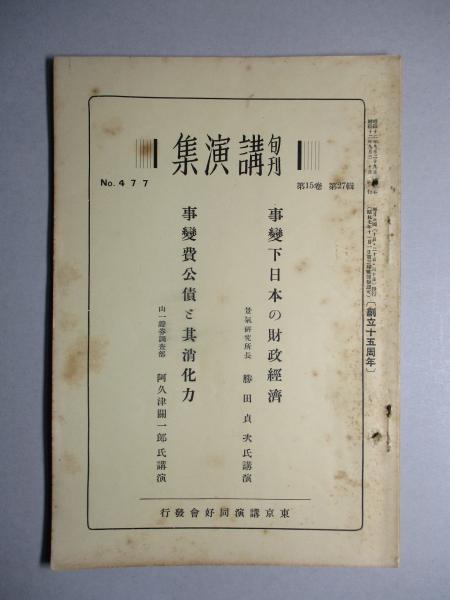 旬刊 講演集
No. 477
第15巻 第27輯
事變下日本の財政經濟
景氣研究所長 勝田貞次氏講演
事變費公債と其消化力
山一證券調査部 阿久津關一郎氏講演
東京講演同好會發行
〔創立十五周年〕